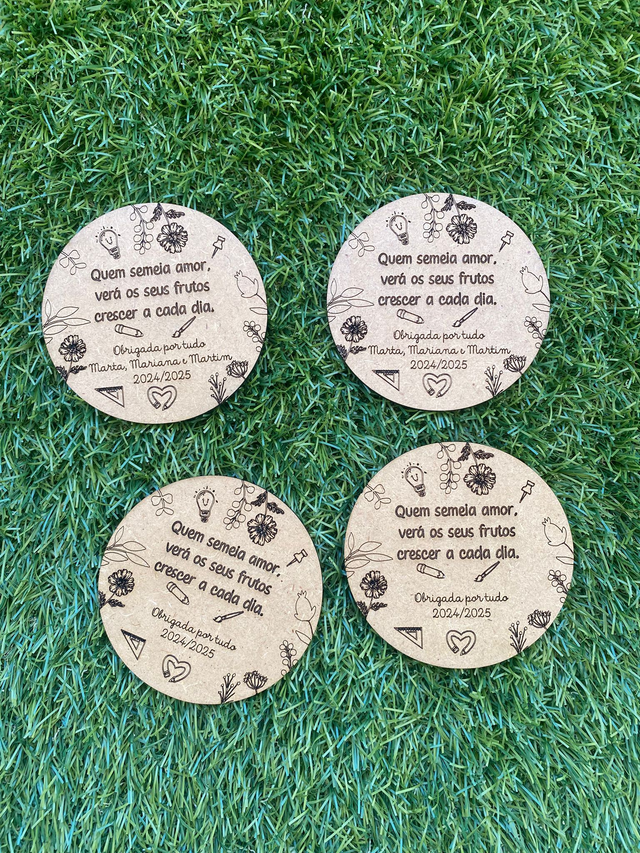 Quem semeia amor,
verá os seus frutos
crescer a cada dia.
Obrigada por tudo
Marta, Mariana e Martim
2024/2025
Quem semeia amor,
verá os seus frutos
crescer a cada dia.
Obrigada por tudo
Marta, Mariana e Martim
2024/2025
Quem semeia amor,
verá os seus frutos
crescer a cada dia.
Obrigada por tudo
2024/2025
Quem semeia amor,
verá os seus frutos
crescer a cada dia.
Obrigada por tudo
2024/2025